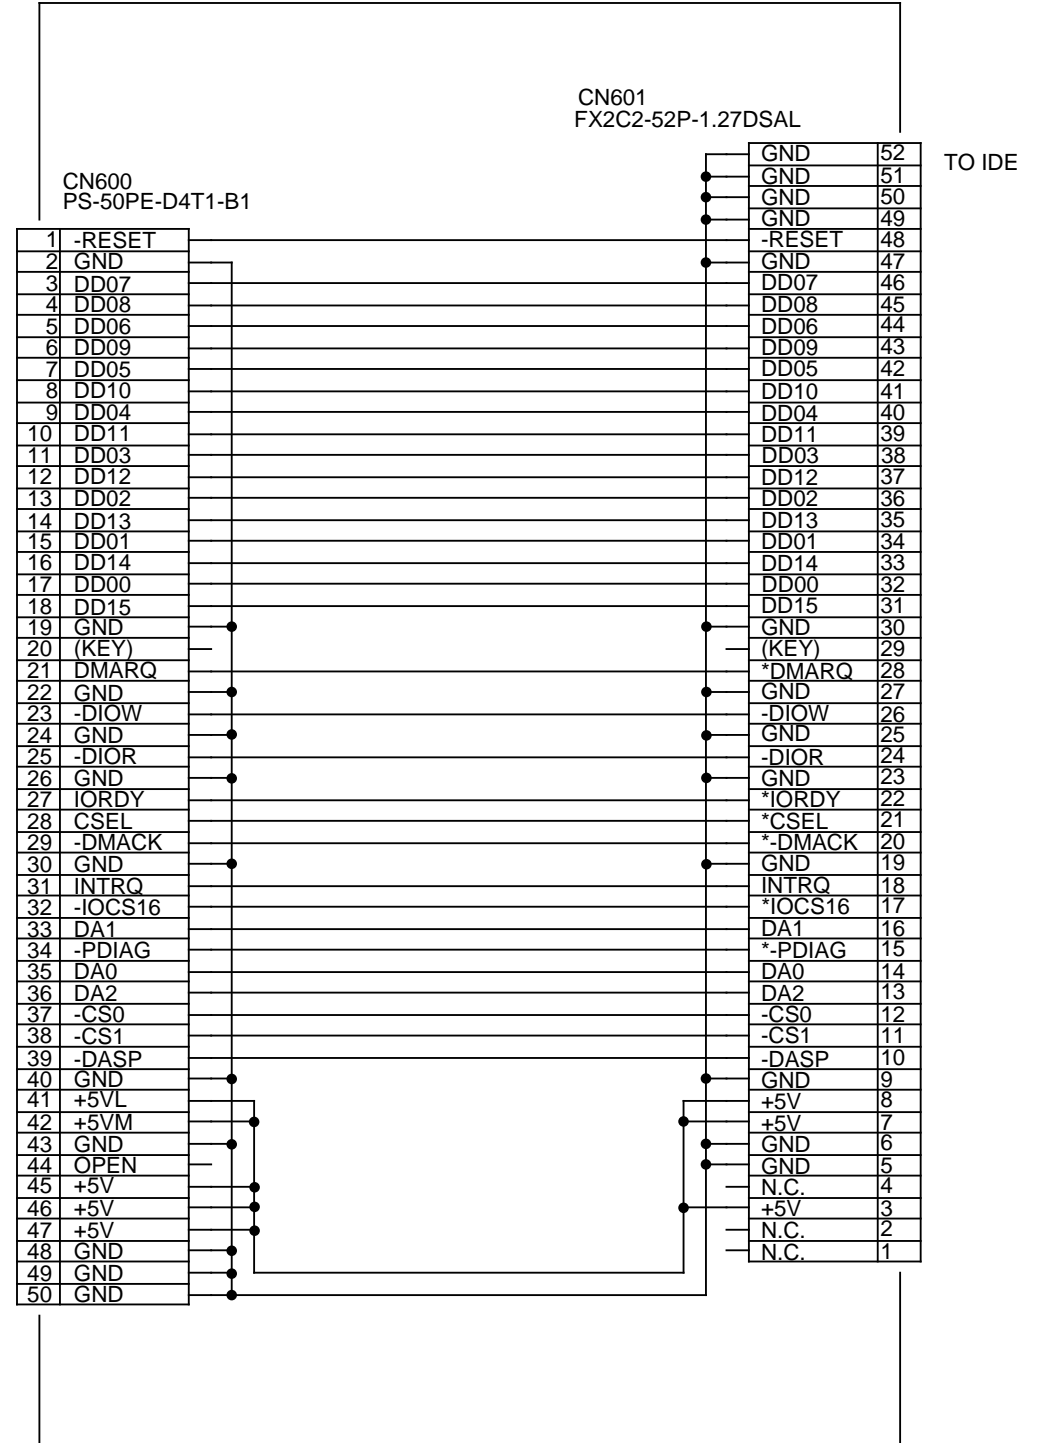 CN601
FX2C2-52P-1.27DSAL
TO IDE
CN600
PS-50PE-D4T1-B1
1 -RESET
2 GND
3 DD07
4 DD08
5 DD06
6 DD09
7 DD05
8 DD10
9 DD04
10 DD11
11 DD03
12 DD12
13 DD02
14 DD13
15 DD01
16 DD14
17 DD00
18 DD15
19 GND
20 (KEY)
21 DMARQ
22 GND
23 -DIOW
24 GND
25 -DIOR
26 GND
27 IORDY
28 CSEL
29 -DMACK
30 GND
31 INTRQ
32 -IOCS16
33 DA1
34 -PDIAG
35 DA0
36 DA2
37 -CS0
38 -CS1
39 -DASP
40 GND
41 +5VL
42 +5VM
43 GND
44 OPEN
45 +5V
46 +5V
47 +5V
48 GND
49 GND
50 GND
GND 52
GND 51
GND 50
GND 49
-RESET 48
GND 47
DD07 46
DD08 45
DD06 44
DD09 43
DD05 42
DD10 41
DD04 40
DD11 39
DD03 38
DD12 37
DD02 36
DD13 35
DD01 34
DD14 33
DD00 32
DD15 31
GND 30
(KEY) 29
*DMARQ 28
GND 27
-DIOW 26
GND 25
-DIOR 24
GND 23
*IORDY 22
*CSEL 21
*-DMACK 20
GND 19
INTRQ 18
*IOCS16 17
DA1 16
*-PDIAG 15
DA0 14
DA2 13
-CS0 12
-CS1 11
-DASP 10
GND 9
+5V 8
+5V 7
GND 6
GND 5
N.C. 4
+5V 3
N.C. 2
N.C. 1